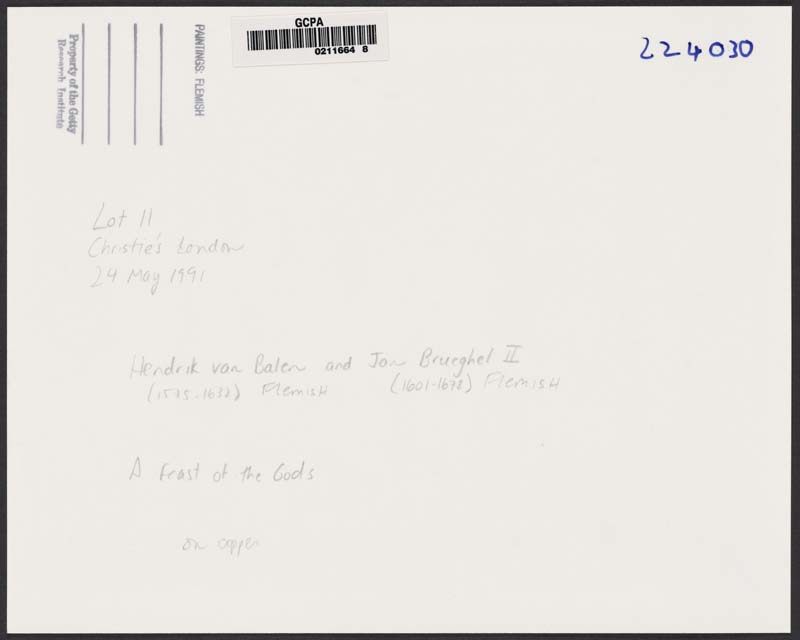 Property of the Getty
Research Institute
PAINTINGS: FLEMISH
GCPA
0211664 8
224030
Lot 11
Christie's London
24 May 1991
Hendrik van Balen and Jan Brueghel II
(1575-1632) Flemish (1601-1678) Flemish
A Feast of the Gods
on copper